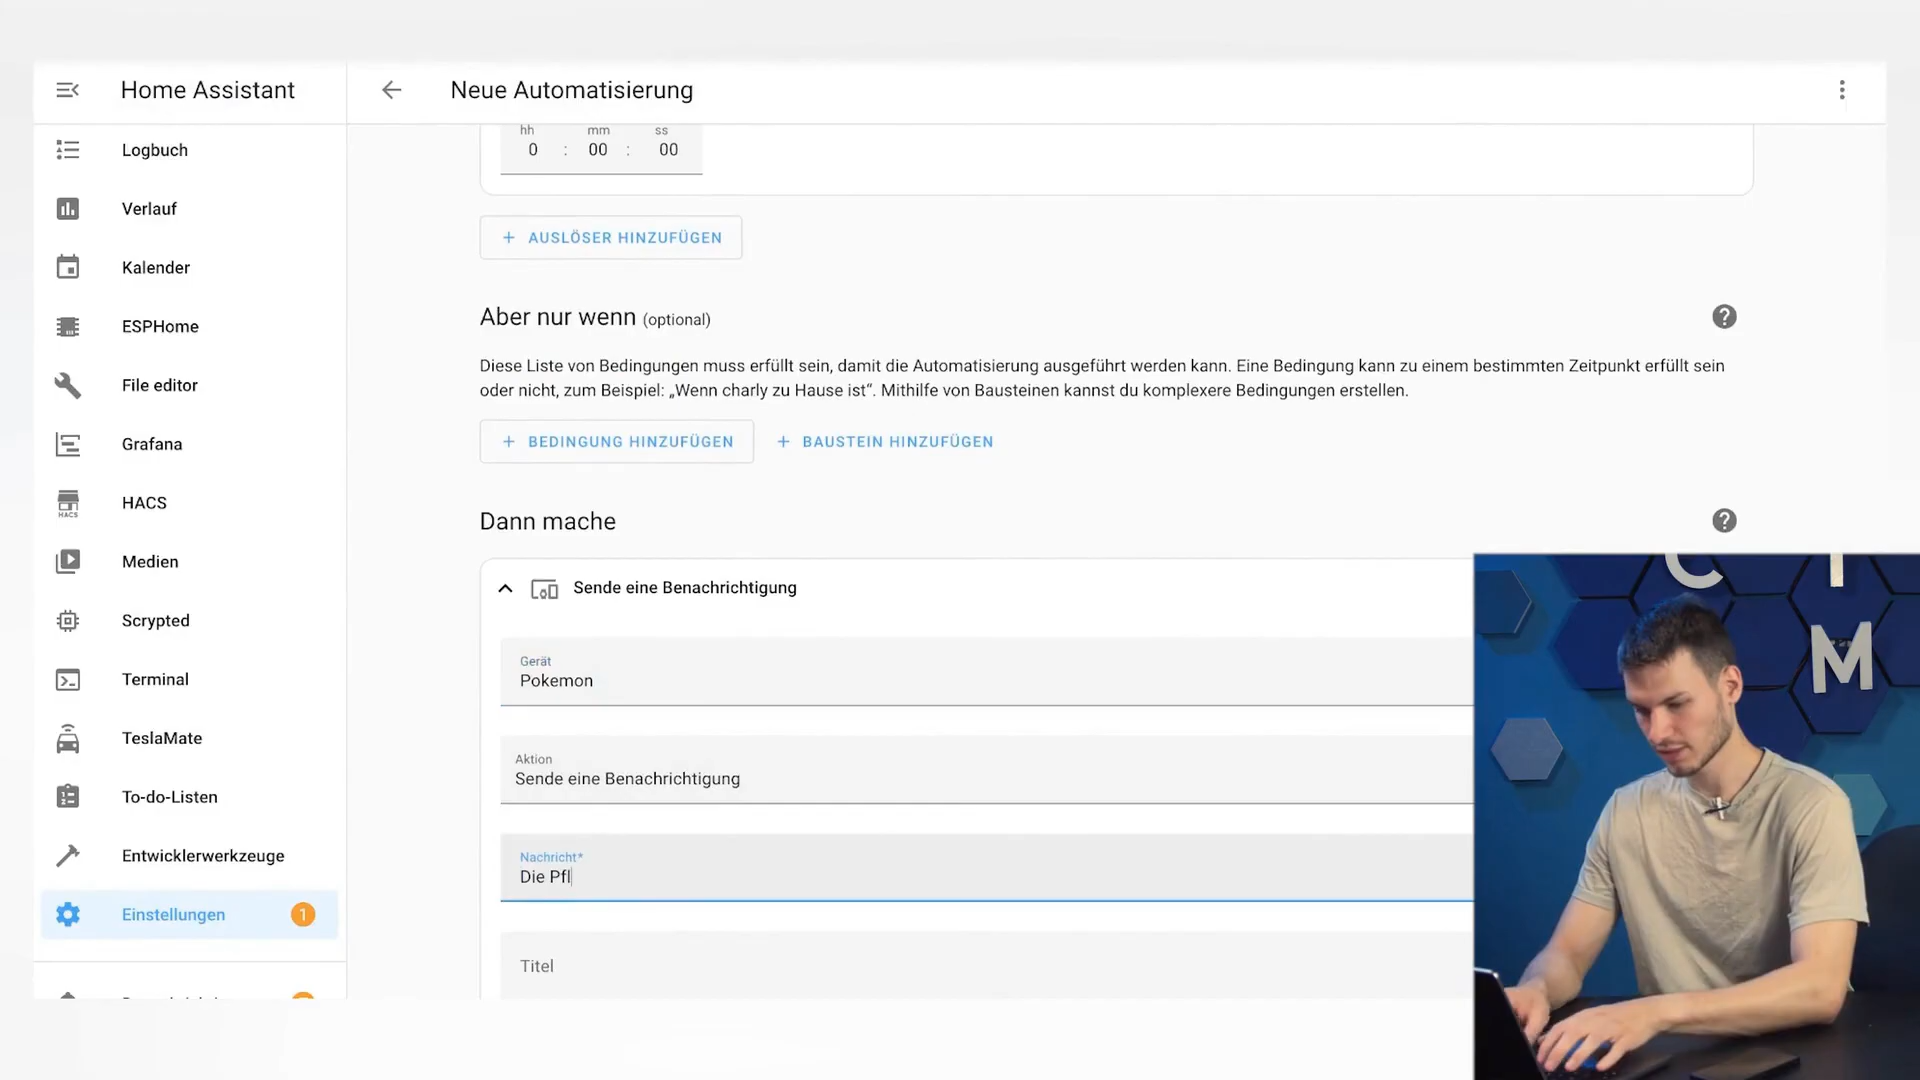 Home Assistant
Neue Automatisierung
Logbuch
Verlauf
Kalender
ESPHome
File editor
Grafana
HACS
HACS
Medien
Scrypted
Terminal
TeslaMate
To-do-Listen
Entwicklerwerkzeuge
Einstellungen 1
hh mm ss
0 : 00 : 00
+ AUSLÖSER HINZUFÜGEN
Aber nur wenn (optional)
Diese Liste von Bedingungen muss erfüllt sein, damit die Automatisierung ausgeführt werden kann. Eine Bedingung kann zu einem bestimmten Zeitpunkt erfüllt sein
oder nicht, zum Beispiel: „Wenn charly zu Hause ist“. Mithilfe von Bausteinen kannst du komplexere Bedingungen erstellen.
+ BEDINGUNG HINZUFÜGEN + BAUSTEIN HINZUFÜGEN
Dann mache
Sende eine Benachrichtigung
Gerät
Pokemon
Aktion
Sende eine Benachrichtigung
Nachricht*
Die Pfl
Titel
M